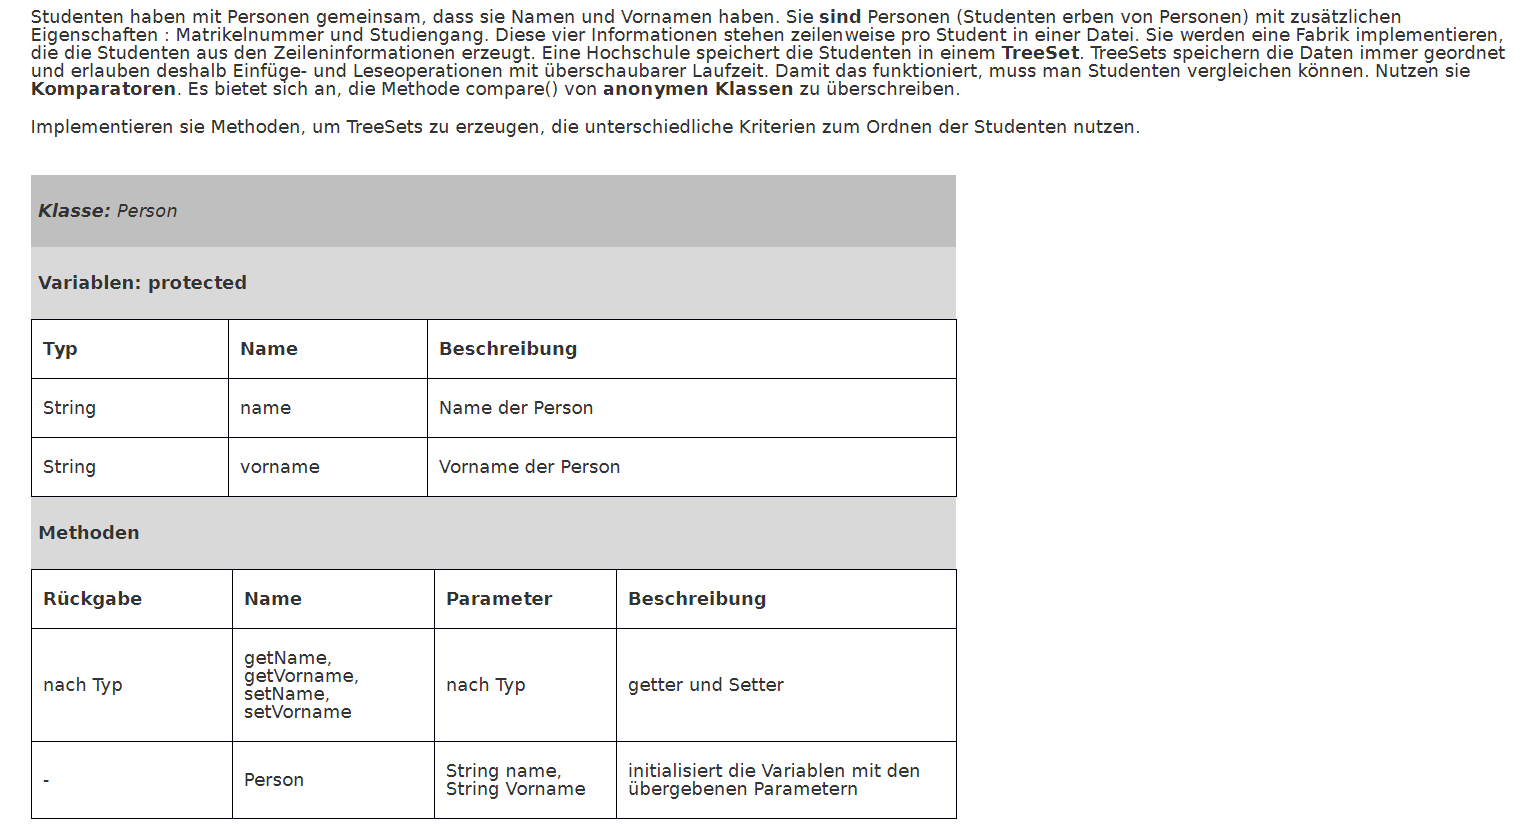 Studenten haben mit Personen gemeinsam, dass sie Namen und Vornamen haben. Sie sind Personen (Studenten erben von Personen) mit zusätzlichen
Eigenschaften : Matrikelnummer und Studiengang. Diese vier Informationen stehen zeilenweise pro Student in einer Datei. Sie werden eine Fabrik implementieren,
die die Studenten aus den Zeileninformationen erzeugt. Eine Hochschule speichert die Studenten in einem TreeSet. TreeSets speichern die Daten immer geordnet
und erlauben deshalb Einfüge- und Leseoperationen mit überschaubarer Laufzeit. Damit das funktioniert, muss man Studenten vergleichen können. Nutzen sie
Komparatoren. Es bietet sich an, die Methode compare() von anonymen Klassen zu überschreiben.
Implementieren sie Methoden, um TreeSets zu erzeugen, die unterschiedliche Kriterien zum Ordnen der Studenten nutzen.
Klasse: Person
Variablen: protected
Typ Name Beschreibung
String name Name der Person
String vorname Vorname der Person
Methoden
Rückgabe Name Parameter Beschreibung
nach Typ
getName,
getVorname,
setName,
setVorname
nach Typ
getter und Setter
-
Person
String name,
String Vorname
initialisiert die Variablen mit den
übergebenen Parametern